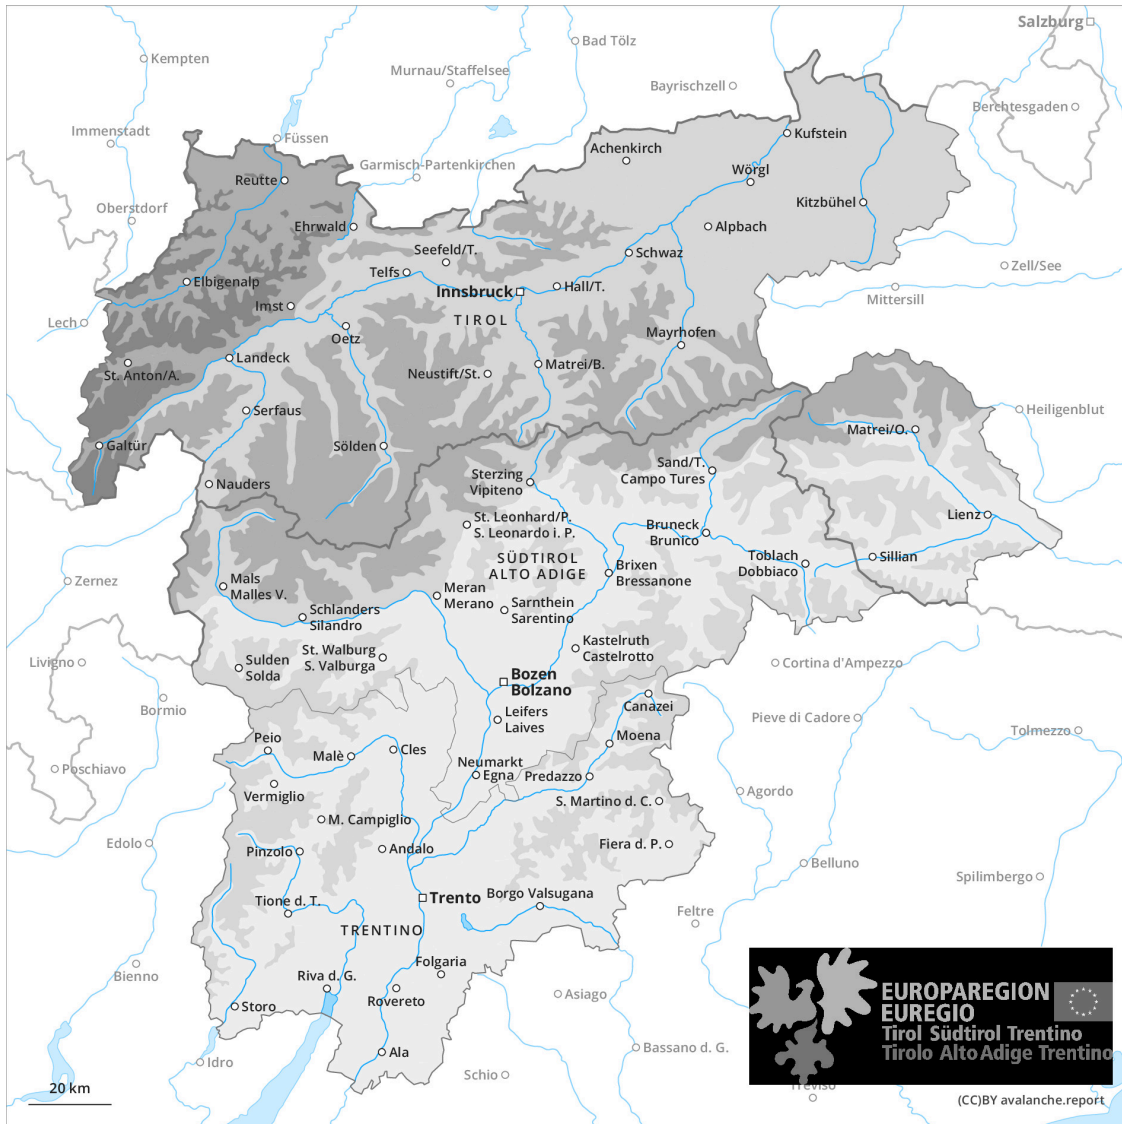 Salzburg
Bad Tölz
Kempten
Murnau/Staffelsee
Bayrischzell
Berchtesgaden
Immenstadt
Füssen
Kufstein
Achenkirch
Garmisch-Partenkirchen
Wörgl
Reutte
Kitzbühel
Oberstdorf
Ehrwald
Alpbach
Seefeld/T.
Schwaz
Zell/See
Telfs
Elbigenalp
Innsbruck
Hall/T.
Mittersill
Imst
TIROL
Lech
Oetz
Mayrhofen
Landeck
Matrei/B.
St. Anton/A.
Neustift/St.
Serfaus
Heiligenblut
Matrei/O.
Galtür
Sölden
Sand/T.
Campo Tures
Sterzing
Vipiteno
Nauders
St. Leonhard/P.
S. Leonardo i. P.
Lienz
Bruneck
Brunico
SÜDTIROL
ALTO ADIGE
Toblach
Dobbiaco
Sillian
Brixen
Bressanone
Zernez
Mals
Malles V.
Meran
Merano
Sarnthein
Sarentino
Schlanders
Silandro
Kastelruth
Castelrotto
St. Walburg
S. Valburga
Livigno
Sulden
Solda
Cortina d'Ampezzo
Bozen
Bolzano
Bormio
Canazei
Leifers
Laives
Pieve di Cadore
Tolmezzo
Peio
Moena
Cles
Malè
Neumarkt
Egna
Predazzo
Poschiavo
Vermiglio
Agordo
S. Martino d. C.
M. Campiglio
Edolo
Pinzolo
Andalo
Fiera d. P.
Belluno
Spilimbergo
Borgo Valsugana
Trento
Tione d. T.
Feltre
TRENTINO
Folgaria
Bienno
Riva d. G.
Rovereto
Asiago
Storo
EUROPAREGION
EUREGIO
Tirol Südtirol Trentino
Tirolo Alto Adige Trentino
Ala
Bassano d. G.
Idro
Schio
Treviso
20 km
(CC)BY avalanche.report